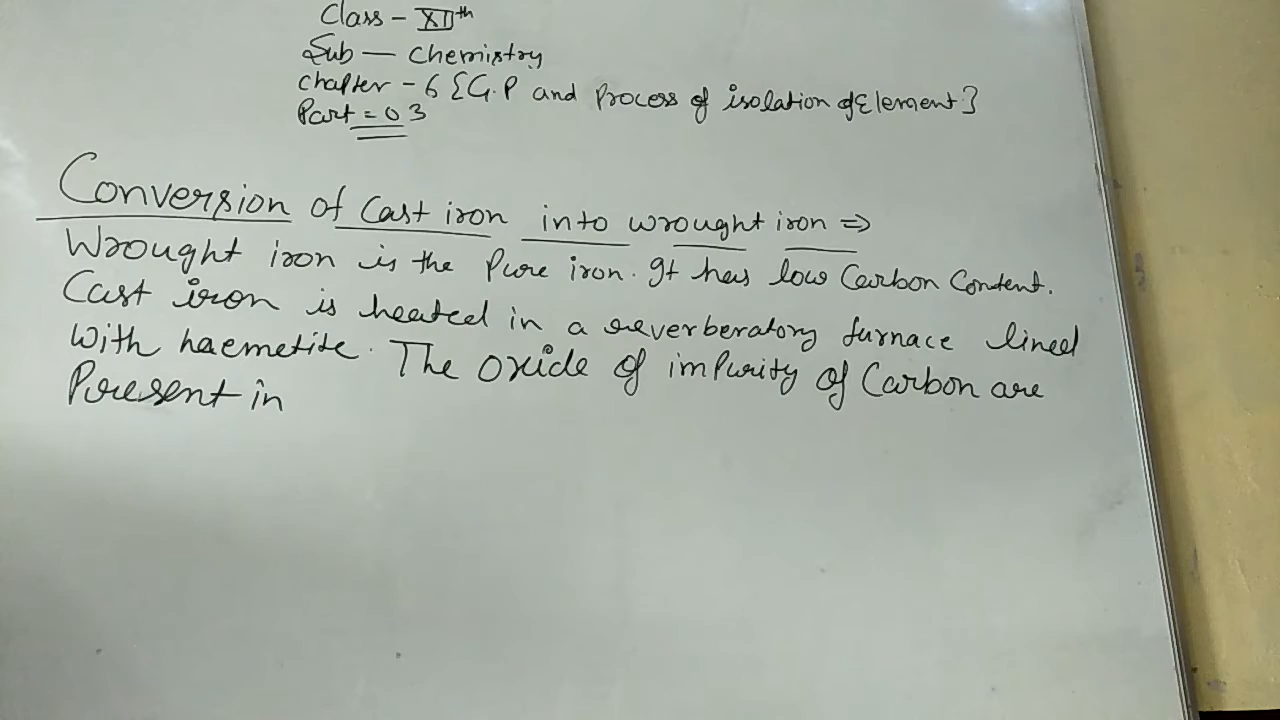 Class - XIIth
Sub - Chemistry
Chapter - 6 {G.P and Process of isolation of Element}
Part = 03
Conversion of Cast iron into wrought iron ⇒
Wrought iron is the Pure iron. It has low Carbon Content.
Cast iron is heated in a reverberatory furnace lined
With haemetite. The oxide of impurity of Carbon are
Present in